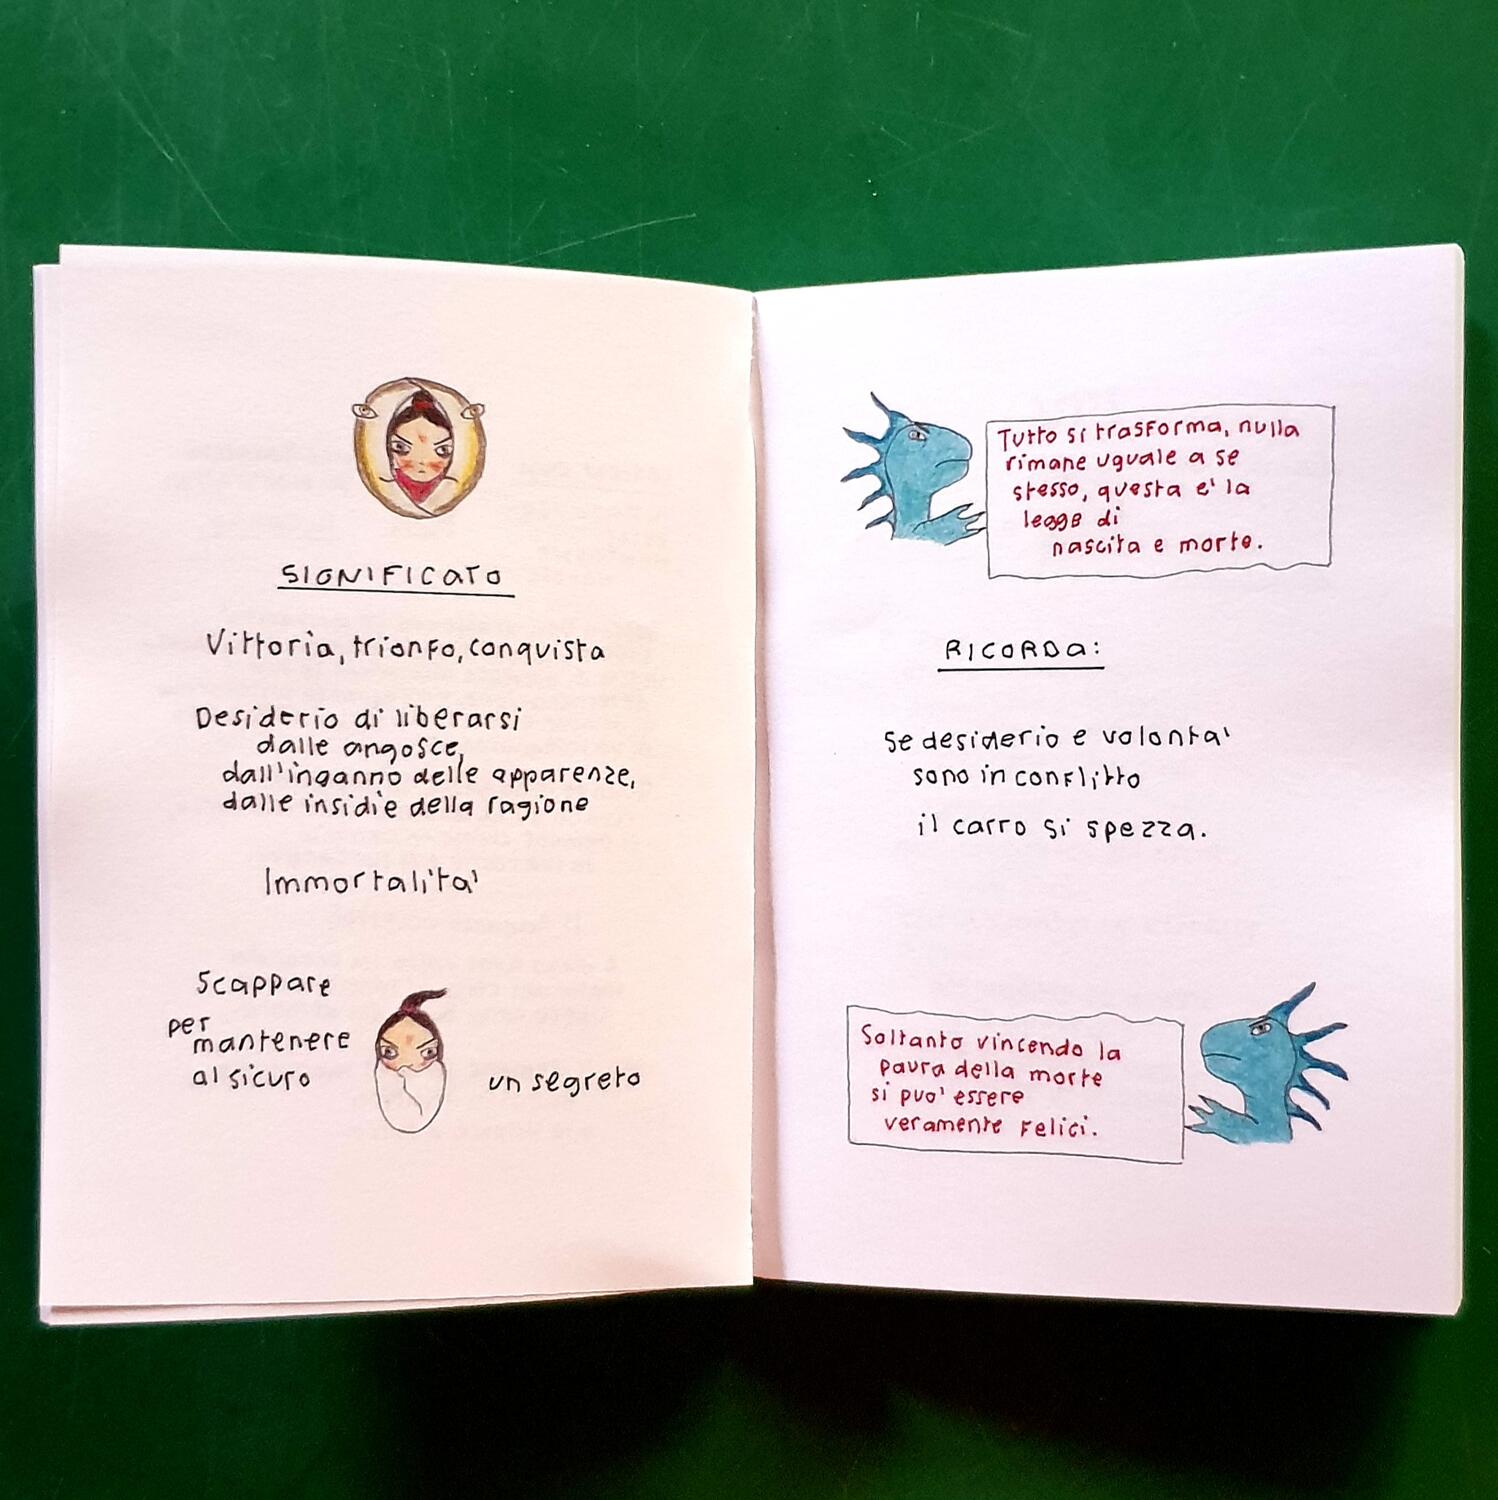 SIGNIFICATO
Vittoria, trionfo, conquista
Desiderio di liberarsi
dalle angosce,
dall'inganno delle apparenze,
dalle insidie della ragione
Immortalita'
Scappare
per
mantenere
al sicuro
un segreto
Tutto si trasforma, nulla
rimane uguale a se
stesso, questa e' la
legge di
nascita e morte.
RICORDA:
Se desiderio e volonta'
sono in conflitto
il carro si spezza.
Soltanto vincendo la
paura della morte
si puo' essere
veramente felici.